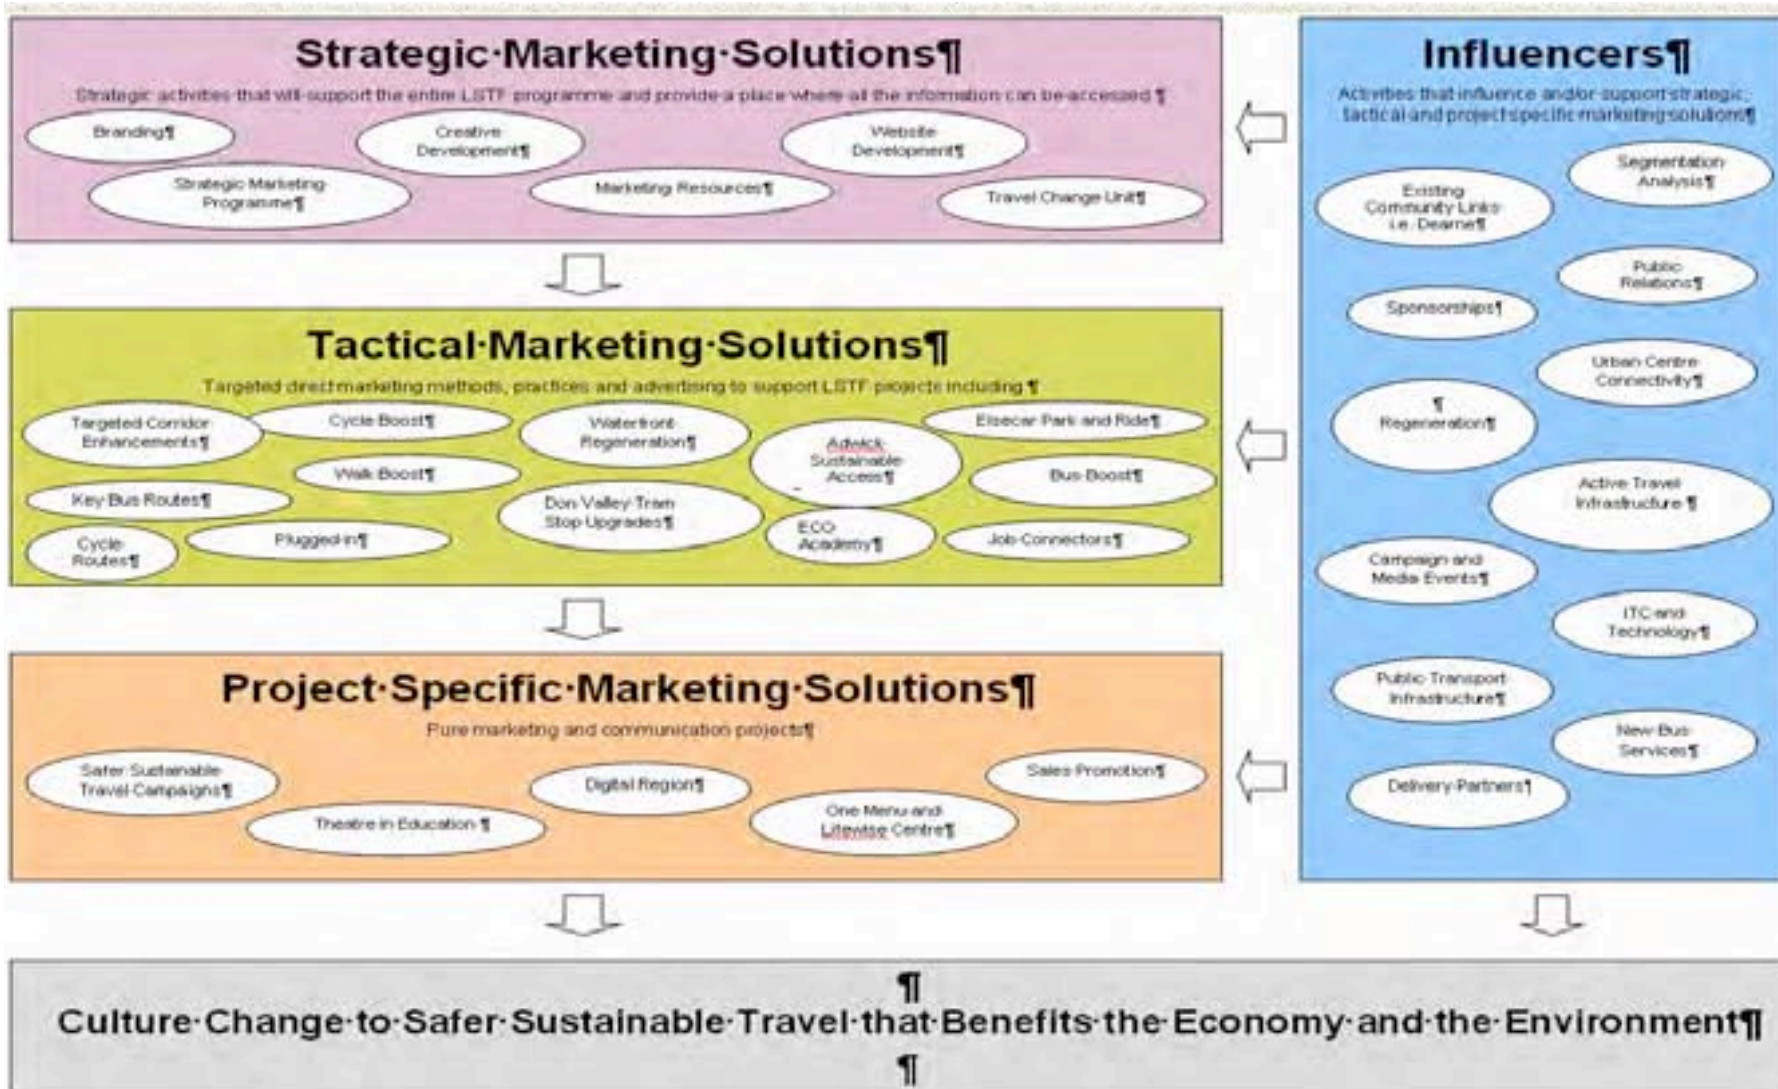 Strategic·Marketing·Solutions¶
Strategic activities that will support the entire LSTF programme and provide a place where all the information can be accessed ¶
Branding¶
Creative
Development¶
Website
Development¶
Strategic Marketing
Programme¶
Marketing Resources¶
Travel Change Unit¶
Tactical·Marketing·Solutions¶
Targeted direct marketing methods, practices and advertising to support LSTF projects including ¶
Targeted Corridor
Enhancements¶
Cycle Boost¶
Waterfront
Regeneration¶
Adwick
Sustainable
Access¶
Elsecar Park and Ride¶
Walk Boost¶
Bus Boost¶
Key Bus Routes¶
Don Valley Tram
Stop Upgrades¶
Cycle
Routes¶
Plugged-in¶
ECO
Academy¶
Job Connectors¶
Project·Specific·Marketing·Solutions¶
Pure marketing and communication projects¶
Safer Sustainable
Travel Campaigns¶
Theatre in Education ¶
Digital Region¶
One Menu and
Litewise Centre¶
Sales Promotion¶
Influencers¶
Activities that influence and/or support strategic,
tactical and project specific marketing solutions¶
Segmentation
Analysis¶
Existing
Community Links
i.e. Dearne¶
Public
Relations¶
Sponsorships¶
Urban Centre
Connectivity¶
¶
Regeneration¶
Active Travel
Infrastructure ¶
Campaign and
Media Events¶
ITC and
Technology¶
Public Transport
Infrastructure¶
New Bus
Services¶
Delivery Partners¶
¶
Culture·Change·to·Safer·Sustainable·Travel·that·Benefits·the·Economy·and·the·Environment¶
¶